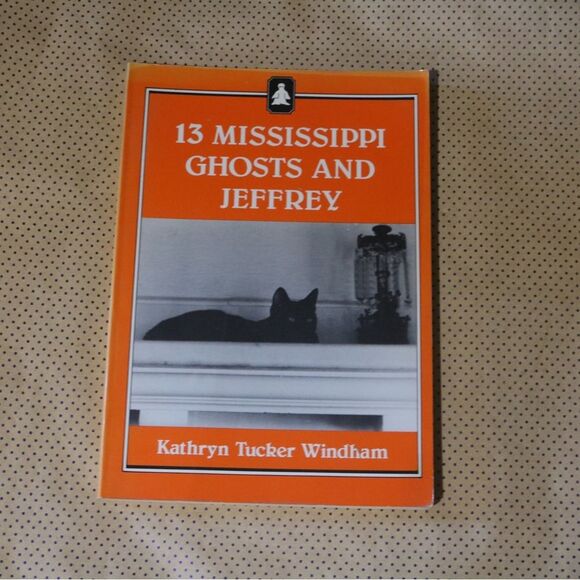 13 MISSISSIPPI
GHOSTS AND
JEFFREY
Kathryn Tucker Windham